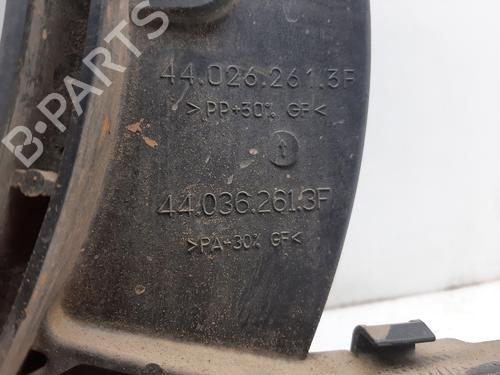 B-PARTS
44.026.261.3F
>PP+30% GF<
44.036.261.3F
>PA-30% GF<